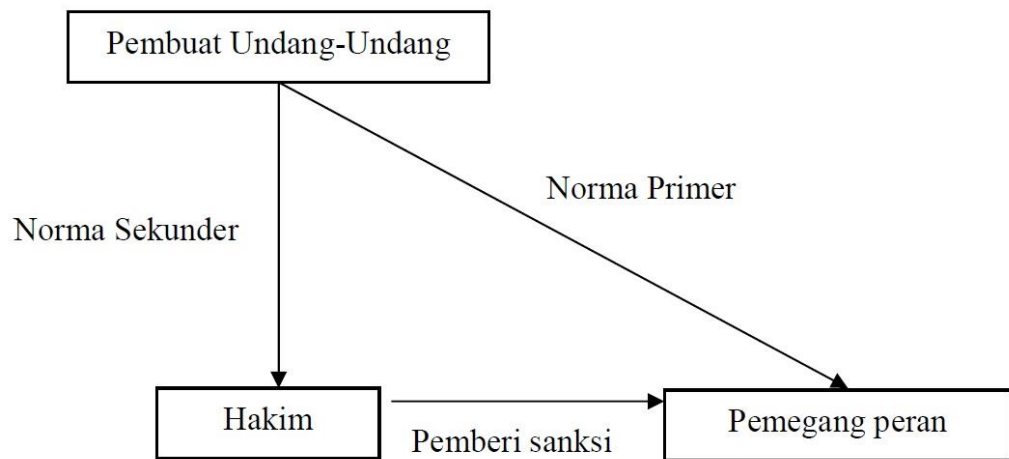 Pembuat Undang-Undang
Norma Primer
Norma Sekunder
Hakim
Pemberi sanksi
Pemegang peran